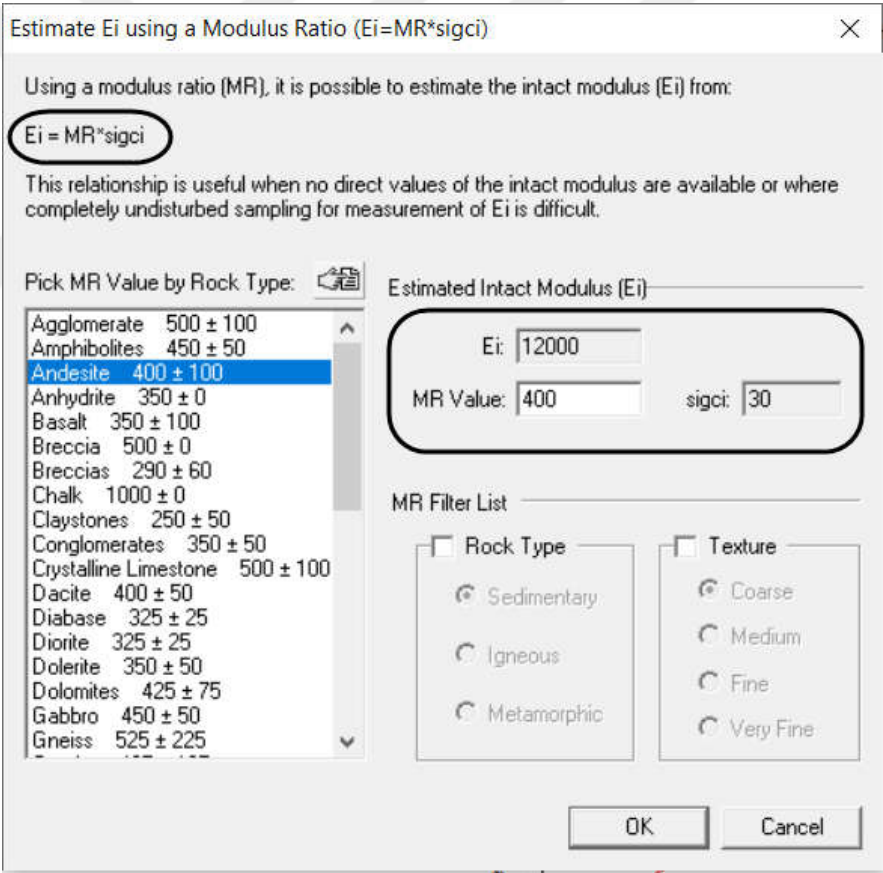 Estimate Ei using a Modulus Ratio (Ei=MR*sigci)
Using a modulus ratio (MR), it is possible to estimate the intact modulus (Ei) from:
Ei = MR*sigci
This relationship is useful when no direct values of the intact modulus are available or where
completely undisturbed sampling for measurement of Ei is difficult.
Pick MR Value by Rock Type:
Agglomerate 500 ± 100
Amphibolites 450 ± 50
Andesite 400 ± 100
Anhydrite 350 ± 0
Basalt 350 ± 100
Breccia 500 ± 0
Breccias 290 ± 60
Chalk 1000 ± 0
Claystones 250 ± 50
Conglomerates 350 ± 50
Crystalline Limestone 500 ± 100
Dacite 400 ± 50
Diabase 325 ± 25
Diorite 325 ± 25
Dolerite 350 ± 50
Dolomites 425 ± 75
Gabbro 450 ± 50
Gneiss 525 ± 225
Estimated Intact Modulus (Ei)
Ei: 12000
MR Value: 400 sigci: 30
MR Filter List
Rock Type
Sedimentary
Igneous
Metamorphic
Texture
Coarse
Medium
Fine
Very Fine
OK Cancel